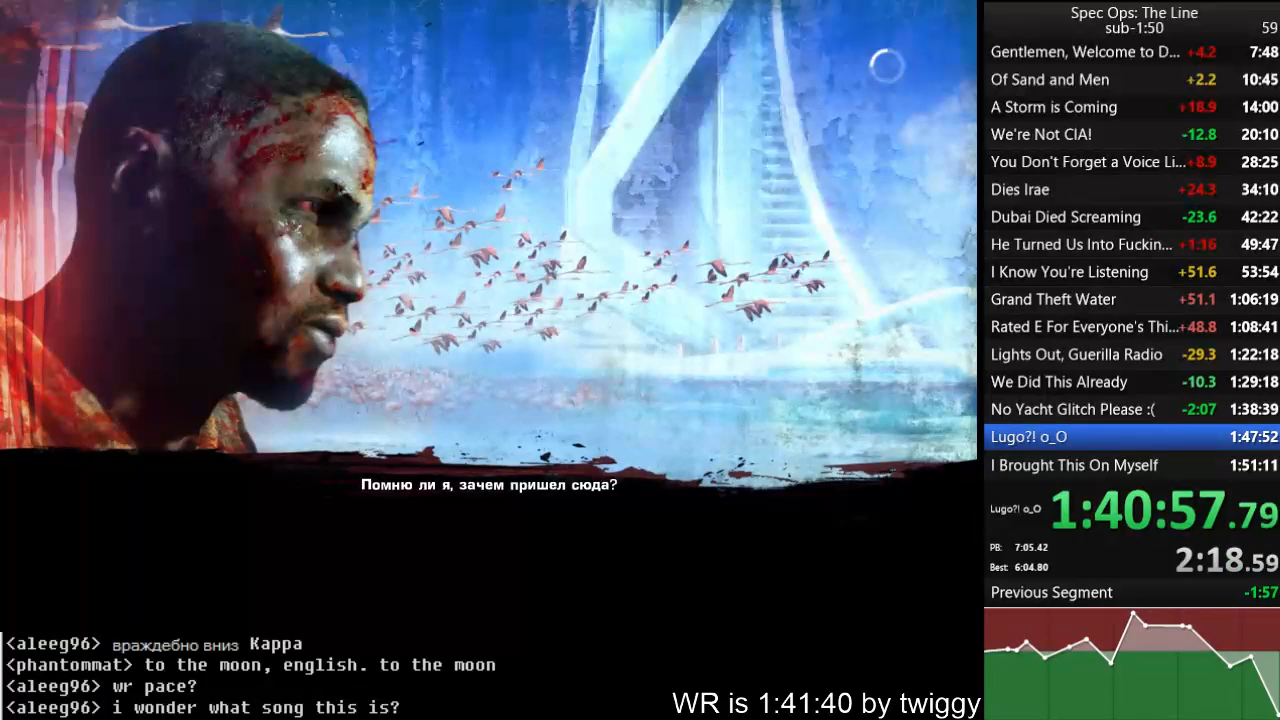 Spec Ops: The Line
sub-1:50 59
Gentlemen, Welcome to D... +4.2 7:48
Of Sand and Men +2.2 10:45
A Storm is Coming +18.9 14:00
We're Not CIA! -12.8 20:10
You Don't Forget a Voice Li... +8.9 28:25
Dies Irae +24.3 34:10
Dubai Died Screaming -23.6 42:22
He Turned Us Into Fuckin... +1:16 49:47
I Know You're Listening +51.6 53:54
Grand Theft Water +51.1 1:06:19
Rated E For Everyone's Thi... +48.8 1:08:41
Lights Out, Guerilla Radio -29.3 1:22:18
We Did This Already -10.3 1:29:18
No Yacht Glitch Please :( -2:07 1:38:39
Lugo?! o_O 1:47:52
I Brought This On Myself 1:51:11
Lugo?! o_O 1:40:57.79
PB: 7:05.42
Best: 6:04.80
2:18.59
Previous Segment -1:57
Помню ли я, зачем пришел сюда?
<aleeg96> враждебно вниз Kappa
<phantommat> to the moon, english. to the moon
<aleeg96> wr pace?
<aleeg96> i wonder what song this is?
WR is 1:41:40 by twiggy